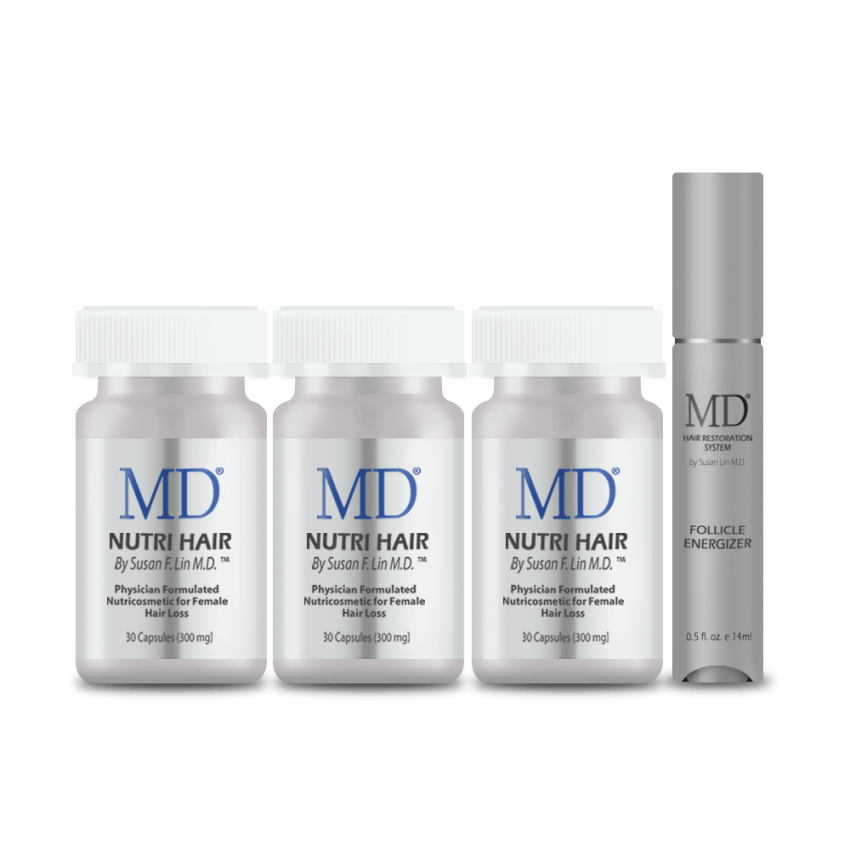 MD®
NUTRI HAIR
By Susan F. Lin M.D. ™
Physician Formulated
Nutricosmetic for Female
Hair Loss
30 Capsules (300 mg)
MD®
NUTRI HAIR
By Susan F. Lin M.D. ™
Physician Formulated
Nutricosmetic for Female
Hair Loss
30 Capsules (300 mg)
MD®
NUTRI HAIR
By Susan F. Lin M.D. ™
Physician Formulated
Nutricosmetic for Female
Hair Loss
30 Capsules (300 mg)
MD®
HAIR RESTORATION
SYSTEM
by Susan Lin M.D.
FOLLICLE
ENERGIZER
0.5 fl. oz. e 14ml